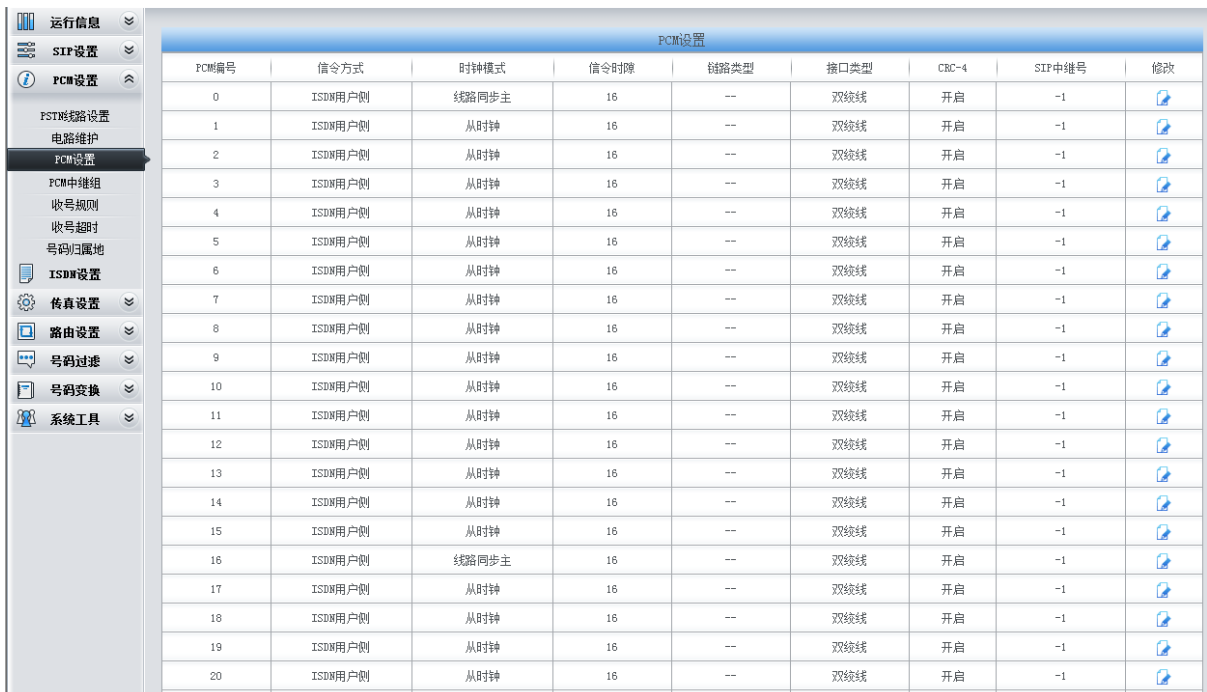 运行信息
SIP设置
PCM设置
PSTN线路设置
电路维护
PCM设置
PCM中继组
收号规则
收号超时
号码归属地
ISDN设置
传真设置
路由设置
号码过滤
号码变换
系统工具
PCM设置
PCM编号 信令方式 时钟模式 信令时隙 链路类型 接口类型 CRC-4 SIP中继号 修改
0 ISDN用户侧 线路同步主 16 -- 双绞线 开启 -1
1 ISDN用户侧 从时钟 16 -- 双绞线 开启 -1
2 ISDN用户侧 从时钟 16 -- 双绞线 开启 -1
3 ISDN用户侧 从时钟 16 -- 双绞线 开启 -1
4 ISDN用户侧 从时钟 16 -- 双绞线 开启 -1
5 ISDN用户侧 从时钟 16 -- 双绞线 开启 -1
6 ISDN用户侧 从时钟 16 -- 双绞线 开启 -1
7 ISDN用户侧 从时钟 16 -- 双绞线 开启 -1
8 ISDN用户侧 从时钟 16 -- 双绞线 开启 -1
9 ISDN用户侧 从时钟 16 -- 双绞线 开启 -1
10 ISDN用户侧 从时钟 16 -- 双绞线 开启 -1
11 ISDN用户侧 从时钟 16 -- 双绞线 开启 -1
12 ISDN用户侧 从时钟 16 -- 双绞线 开启 -1
13 ISDN用户侧 从时钟 16 -- 双绞线 开启 -1
14 ISDN用户侧 从时钟 16 -- 双绞线 开启 -1
15 ISDN用户侧 从时钟 16 -- 双绞线 开启 -1
16 ISDN用户侧 线路同步主 16 -- 双绞线 开启 -1
17 ISDN用户侧 从时钟 16 -- 双绞线 开启 -1
18 ISDN用户侧 从时钟 16 -- 双绞线 开启 -1
19 ISDN用户侧 从时钟 16 -- 双绞线 开启 -1
20 ISDN用户侧 从时钟 16 -- 双绞线 开启 -1